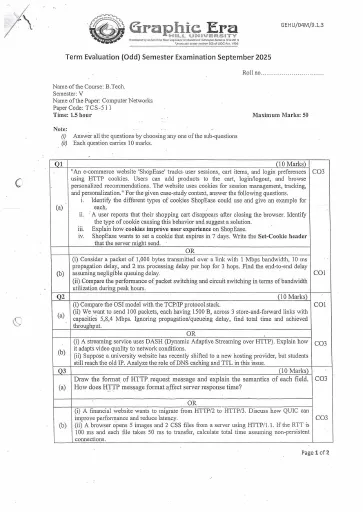 GEHU/04M/3.1.3
Graphic Era
HILL UNIVERSITY
Term Evaluation (Odd) Semester Examination September 2025
Roll no
Name of the Course: B.Tech.
Semester: V
Name of the Paper: Computer Networks
Paper Code: TCS-511
Time: 1.5 hour Maximum Marks: 50
Note:
(i) Answer all the questions by choosing any one of the sub-questions
(ii) Each question carries 10 marks.
Q1 (10 Marks)
(a) "An e-commerce website 'ShopEase' tracks user sessions, cart items, and login preferences CO3
using HTTP cookies. Users can add products to the cart, login/logout, and browse
personalized recommendations. The website uses cookies for session management, tracking,
and personalization." For the given case-study context, answer the following questions.
i. Identify the different types of cookies ShopEase could use and give an example for
each.
ii. A user reports that their shopping cart disappears after closing the browser. Identify
the type of cookie causing this behavior and suggest a solution.
iii. Explain how cookies improve user experience on ShopEase.
iv. ShopEase wants to set a cookie that expires in 7 days. Write the Set-Cookie header
that the server might send.
OR
(b) (i) Consider a packet of 1,000 bytes transmitted over a link with 1 Mbps bandwidth, 10 ms
propagation delay, and 2 ms processing delay per hop for 3 hops. Find the end-to-end delay
assuming negligible queuing delay. CO1
(ii) Compare the performance of packet switching and circuit switching in terms of bandwidth
utilization during peak hours.
Q2 (10 Marks)
(a) (i) Compare the OSI model with the TCP/IP protocol stack. CO1
(ii) We want to send 100 packets, each having 1500 B, across 3 store-and-forward links with
capacities 5,8,4 Mbps. Ignoring propagation/queuing delay, find total time and achieved
throughput.
OR
(b) (i) A streaming service uses DASH (Dynamic Adaptive Streaming over HTTP). Explain how CO3
it adapts video quality to network conditions.
(ii) Suppose a university website has recently shifted to a new hosting provider, but students
still reach the old IP. Analyze the role of DNS caching and TTL in this issue.
Q3 (10 Marks)
(a) Draw the format of HTTP request message and explain the semantics of each field. CO3
How does HTTP message format affect server response time?
OR
(b) (i) A financial website wants to migrate from HTTP/2 to HTTP/3. Discuss how QUIC can
improve performance and reduce latency. CO3
(ii) A browser opens 5 images and 2 CSS files from a server using HTTP/1.1. If the RTT is
100 ms and each file takes 50 ms to transfer, calculate total time assuming non-persistent
connections.
Page 1 of 2